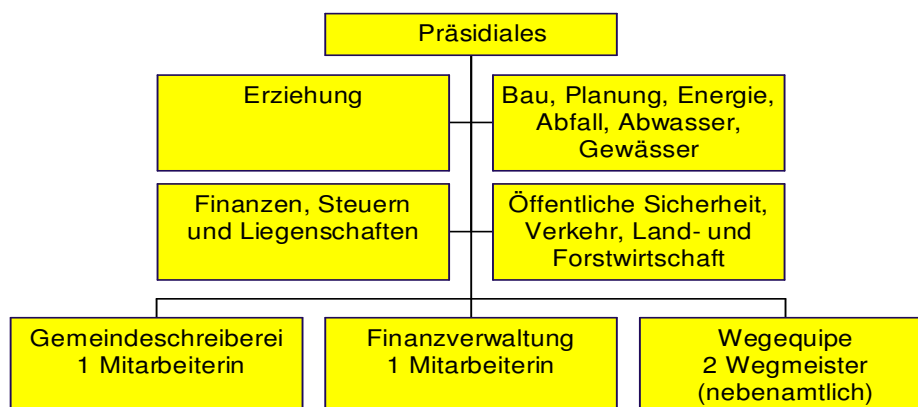 Präsidiales
Erziehung
Bau, Planung, Energie,
Abfall, Abwasser,
Gewässer
Finanzen, Steuern
und Liegenschaften
Öffentliche Sicherheit,
Verkehr, Land- und
Forstwirtschaft
Gemeindeschreiberei
1 Mitarbeiterin
Finanzverwaltung
1 Mitarbeiterin
Wegequipe
2 Wegmeister
(nebenamtlich)